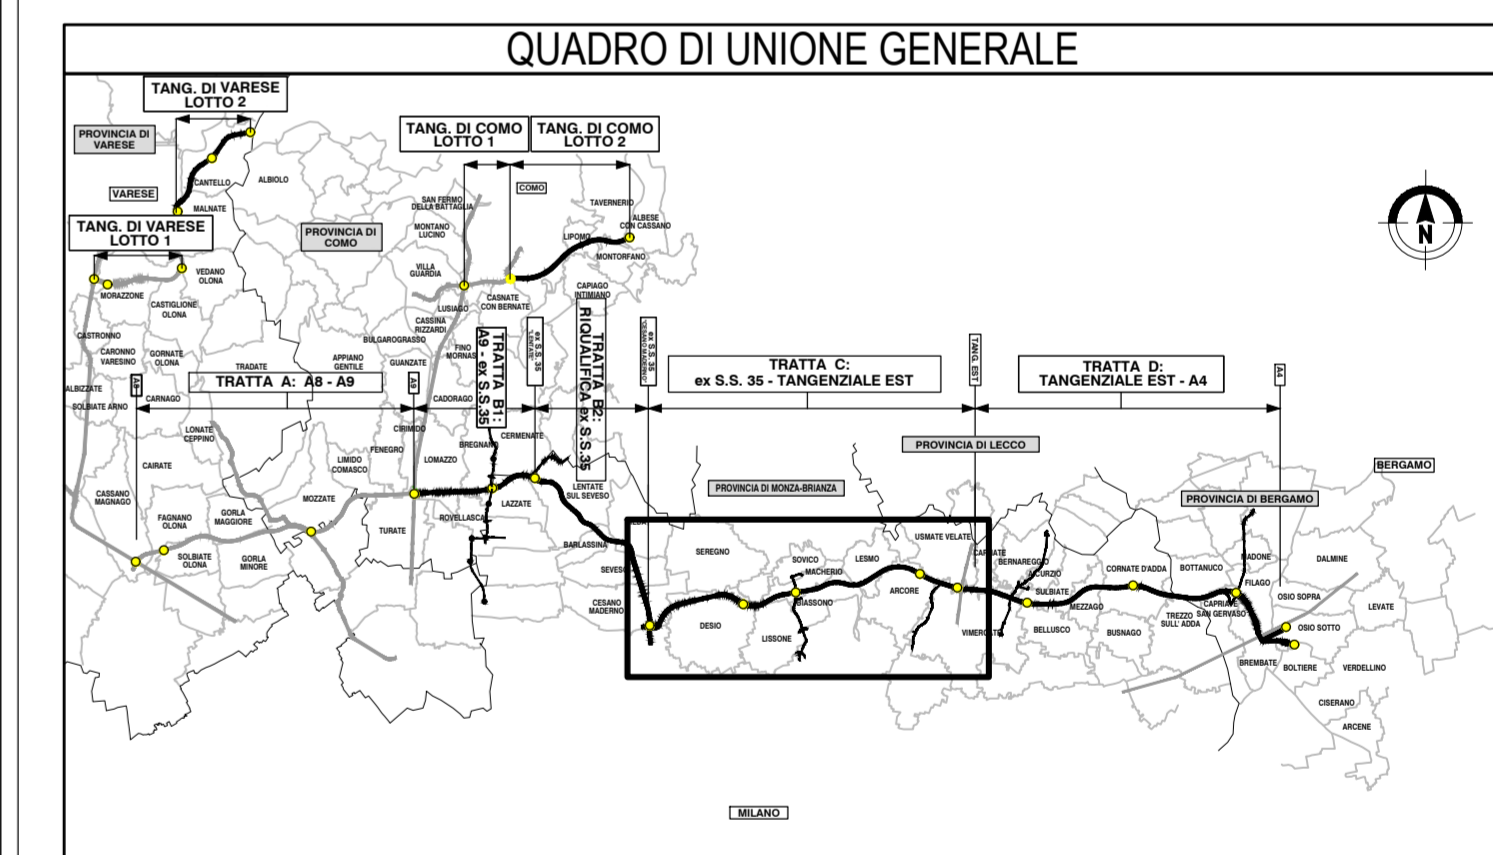 QUADRO DI UNIONE GENERALE
TANG. DI VARESE
LOTTO 2
PROVINCIA DI
VARESE
TANG. DI COMO
LOTTO 1
TANG. DI COMO
LOTTO 2
CANTELLO
ALBIOLO
VARESE
MALNATE
COMO
SAN FERMO
DELLA BATTAGLIA
TAVERNERIO
ALBESE
CON CASSANO
TANG. DI VARESE
LOTTO 1
PROVINCIA DI
COMO
MONTANO
LUCINO
LIPOMO
MONTORFANO
N
VEDANO
OLONA
VILLA
GUARDIA
MORAZZONE
CASTIGLIONE
OLONA
CASNATE
CON BERNATE
CAPIAGO
INTIMIANO
LUSIAGO
CASSINA
RIZZARDI
CASTRONNO
BULGAROGRASSO
CARONNO
VARESINO
GORNATE
OLONA
TRADATE
APPIANO
GENTILE
GUANZATE
FINO
MORNAS
TRATTA B1:
A9 - ex S.S.35
ex S.S. 35
"LENTATE"
TRATTA B2:
RIQUALIFICA ex S.S.35
ex S.S. 35
"CESANO MADERNO"
TRATTA C:
ex S.S. 35 - TANGENZIALE EST
TANG. EST
TRATTA D:
TANGENZIALE EST - A4
A4
ALBIZZATE
A8
TRATTA A: A8 - A9
A9
SOLBIATE ARNO
CARNAGO
CADORAGO
LONATE
CEPPINO
CIRIMIDO
CERMENATE
FENEGRO
BREGNANO
PROVINCIA DI LECCO
CAIRATE
LIMIDO
COMASCO
LOMAZZO
BERGAMO
CASSANO
MAGNAGO
MOZZATE
LENTATE
SUL SEVESO
PROVINCIA DI MONZA-BRIANZA
PROVINCIA DI BERGAMO
LAZZATE
FAGNANO
OLONA
GORLA
MAGGIORE
ROVELLASCA
TURATE
BARLASSINA
SEREGNO
SOVICO
LESMO
USMATE VELATE
SOLBIATE
OLONA
GORLA
MINORE
SEVESO
MACHERIO
CARNATE
BERNAREGGIO
CORNATE D'ADDA
BOTTANUCO
MADONE
DALMINE
AICURZIO
FILAGO
ARCORE
SULBIATE
OSIO SOPRA
CESANO
MADERNO
BIASSONO
MEZZAGO
CAPRIATE
SAN GERVASO
LEVATE
DESIO
LISSONE
VIMERCATE
BELLUSCO
BUSNAGO
TREZZO
SULL' ADDA
OSIO SOTTO
BREMBATE
BOLTIERE
VERDELLINO
CISERANO
ARCENE
MILANO